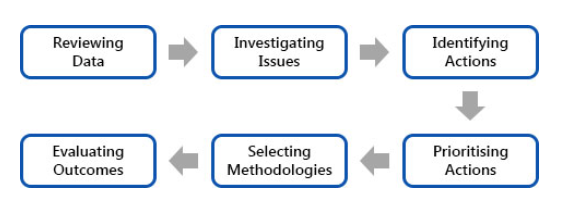 Reviewing
Data
Investigating
Issues
Identifying
Actions
Prioritising
Actions
Selecting
Methodologies
Evaluating
Outcomes